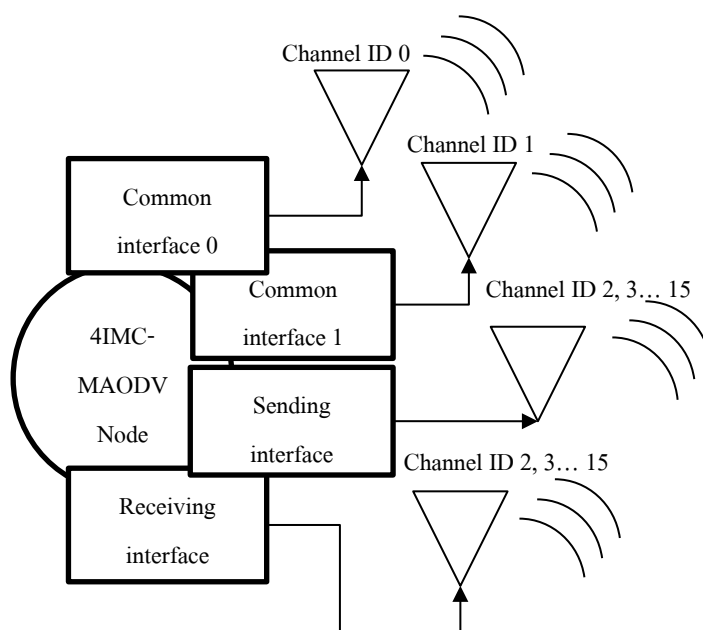 Channel ID 0
Channel ID 1
Common
interface 0
Common
interface 1
Channel ID 2, 3… 15
4IMC-
MAODV
Node
Sending
interface
Channel ID 2, 3… 15
Receiving
interface